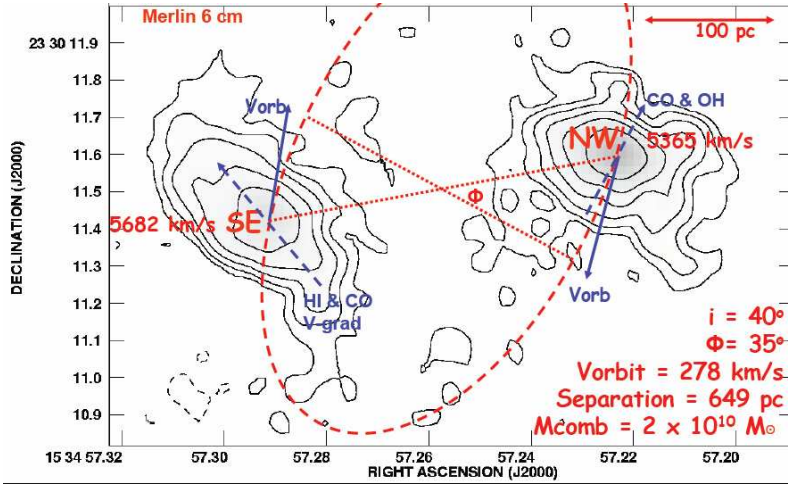 Merlin 6 cm
100 pc
23 30 11.9
11.8
11.7
11.6
11.5
11.4
11.3
11.2
11.1
11.0
10.9
DECLINATION (J2000)
Vorb
CO & OH
NW
5365 km/s
Φ
5682 km/s SE
HI & CO
V-grad
Vorb
i = 40°
Φ= 35°
Vorbit = 278 km/s
Separation = 649 pc
Mcomb = 2 x 10¹⁰ M☉
15 34 57.32 57.30 57.28 57.26 57.24 57.22 57.20
RIGHT ASCENSION (J2000)